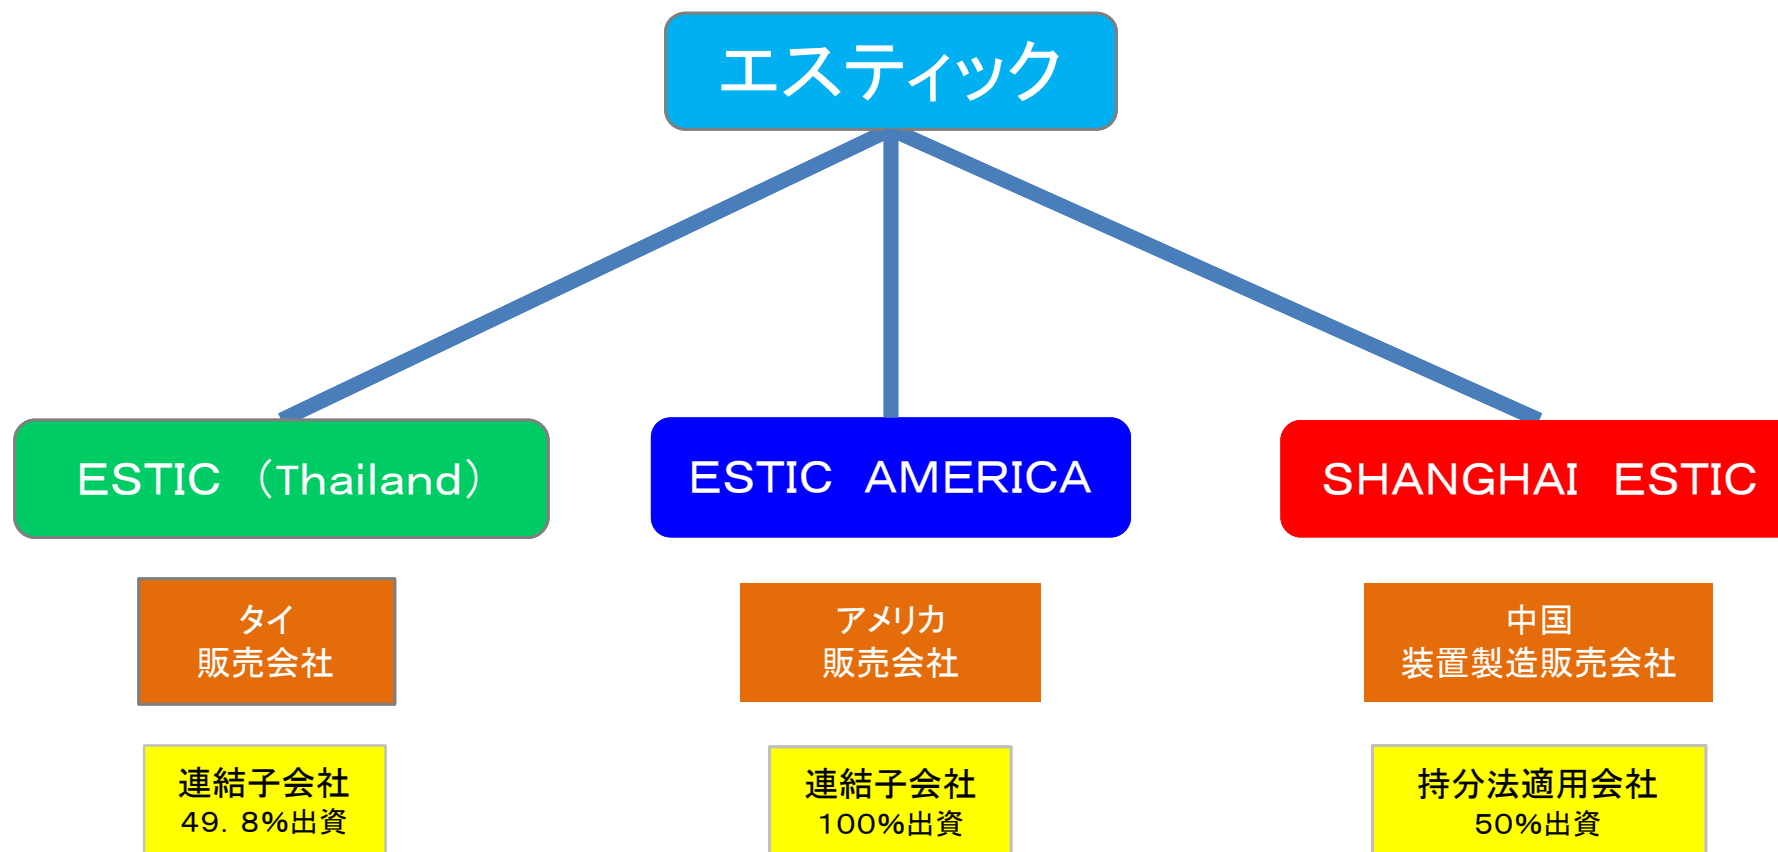 エスティック
ESTIC （Thailand）
ESTIC　AMERICA
SHANGHAI　ESTIC
タイ
販売会社
アメリカ
販売会社
中国
装置製造販売会社
連結子会社
49．8%出資
連結子会社
100%出資
持分法適用会社
50%出資